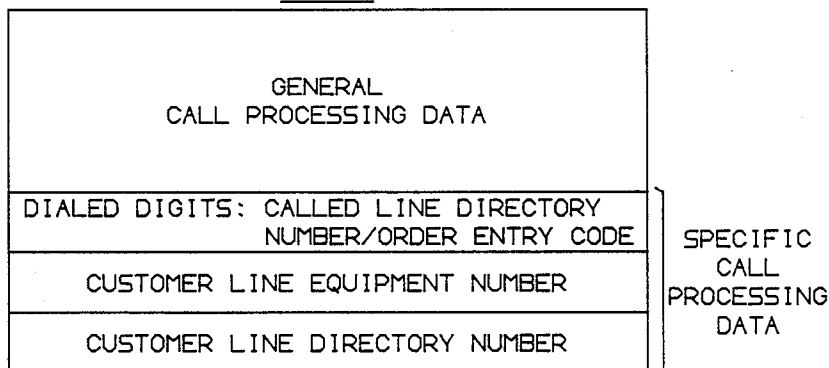 GENERAL
CALL PROCESSING DATA
DIALED DIGITS: CALLED LINE DIRECTORY
NUMBER/ORDER ENTRY CODE
CUSTOMER LINE EQUIPMENT NUMBER
CUSTOMER LINE DIRECTORY NUMBER
SPECIFIC
CALL
PROCESSING
DATA